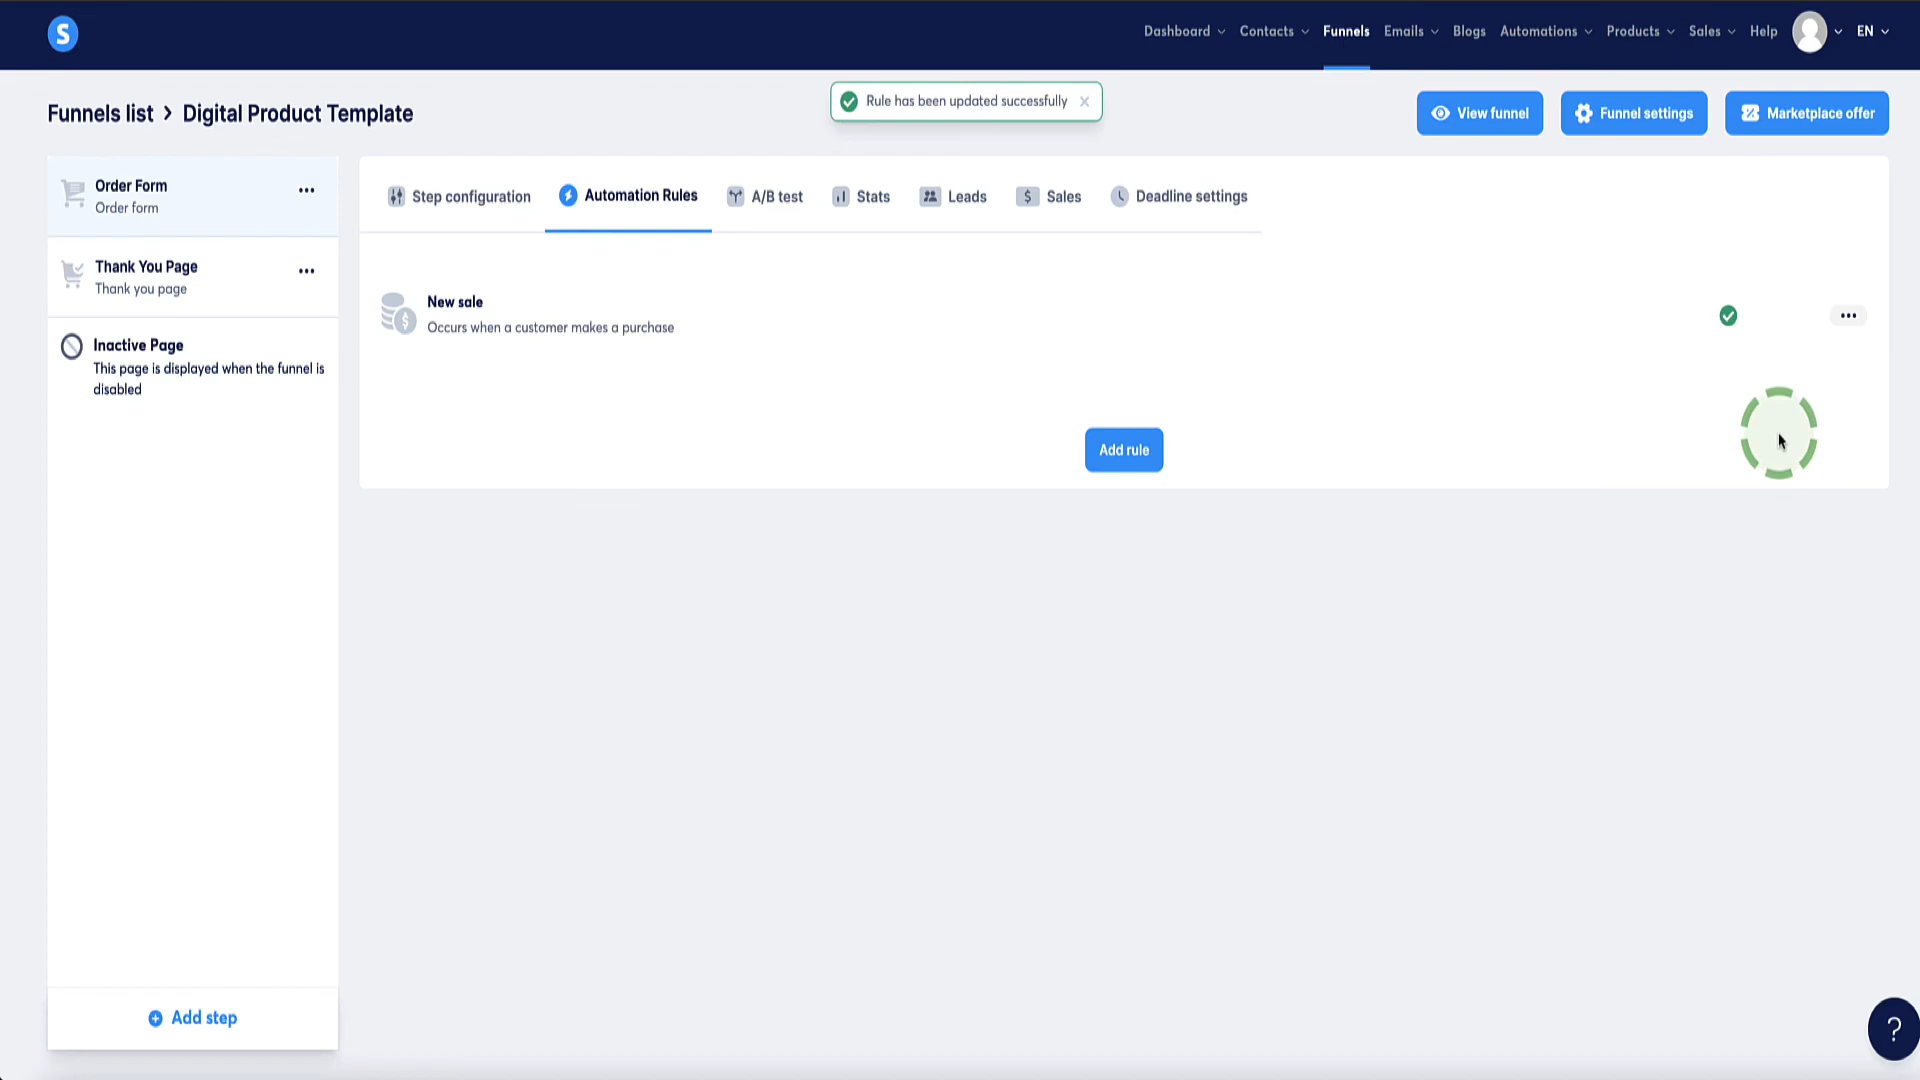 S
Dashboard
Contacts
Funnels
Emails
Blogs
Automations
Products
Sales
Help
EN
Funnels list > Digital Product Template
Rule has been updated successfully
View funnel
Funnel settings
Marketplace offer
Order Form
Order form
Thank You Page
Thank you page
Inactive Page
This page is displayed when the funnel is
disabled
Add step
Step configuration
Automation Rules
A/B test
Stats
Leads
$ Sales
Deadline settings
New sale
Occurs when a customer makes a purchase
Add rule
?